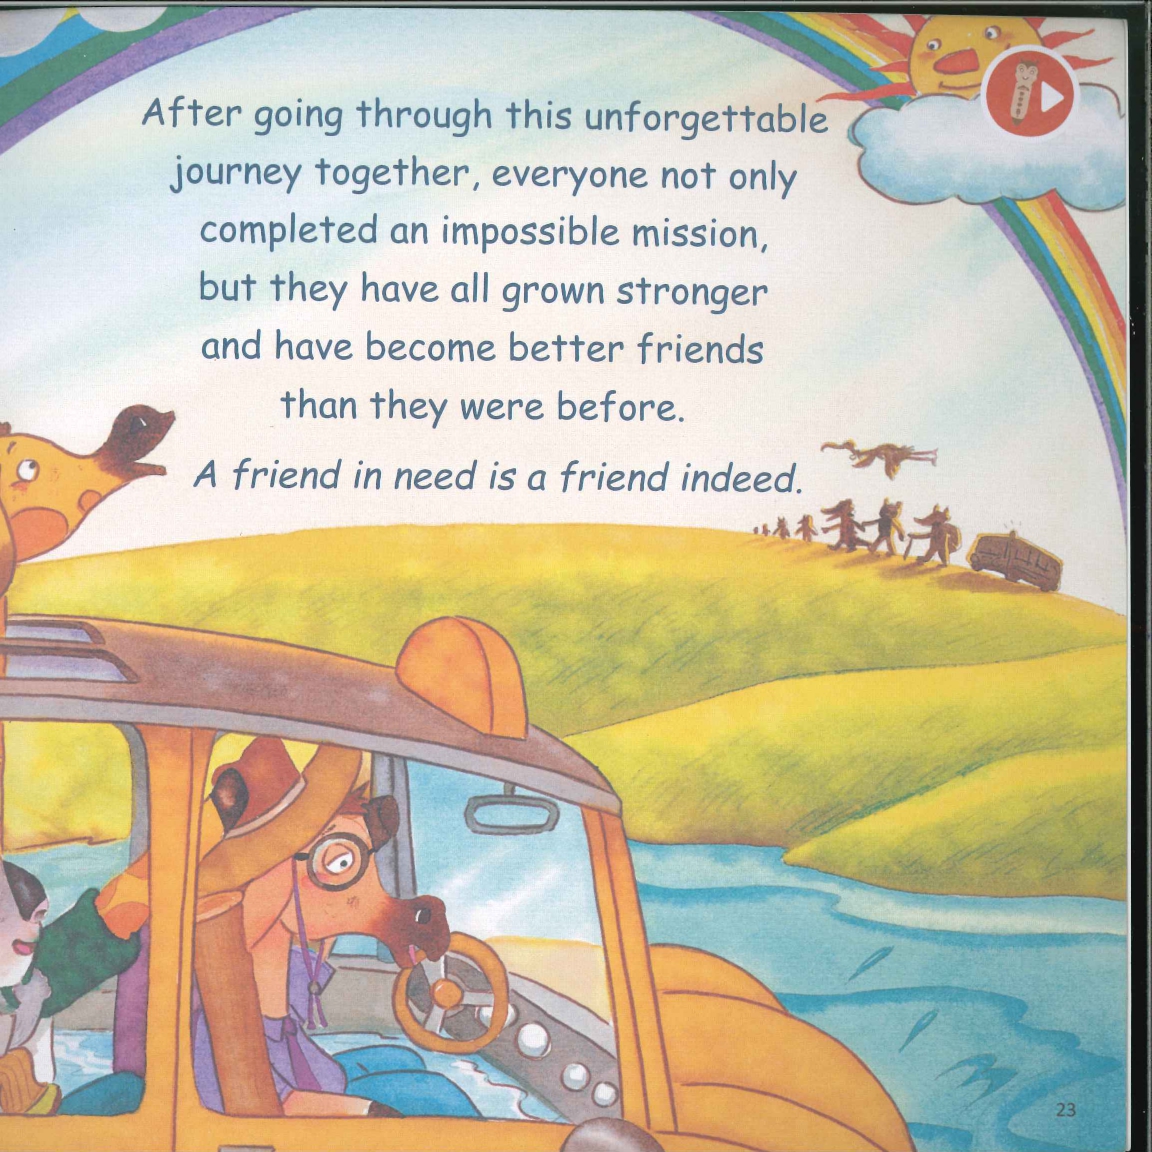 After going through this unforgettable
journey together, everyone not only
completed an impossible mission,
but they have all grown stronger
and have become better friends
than they were before.
A friend in need is a friend indeed.
23